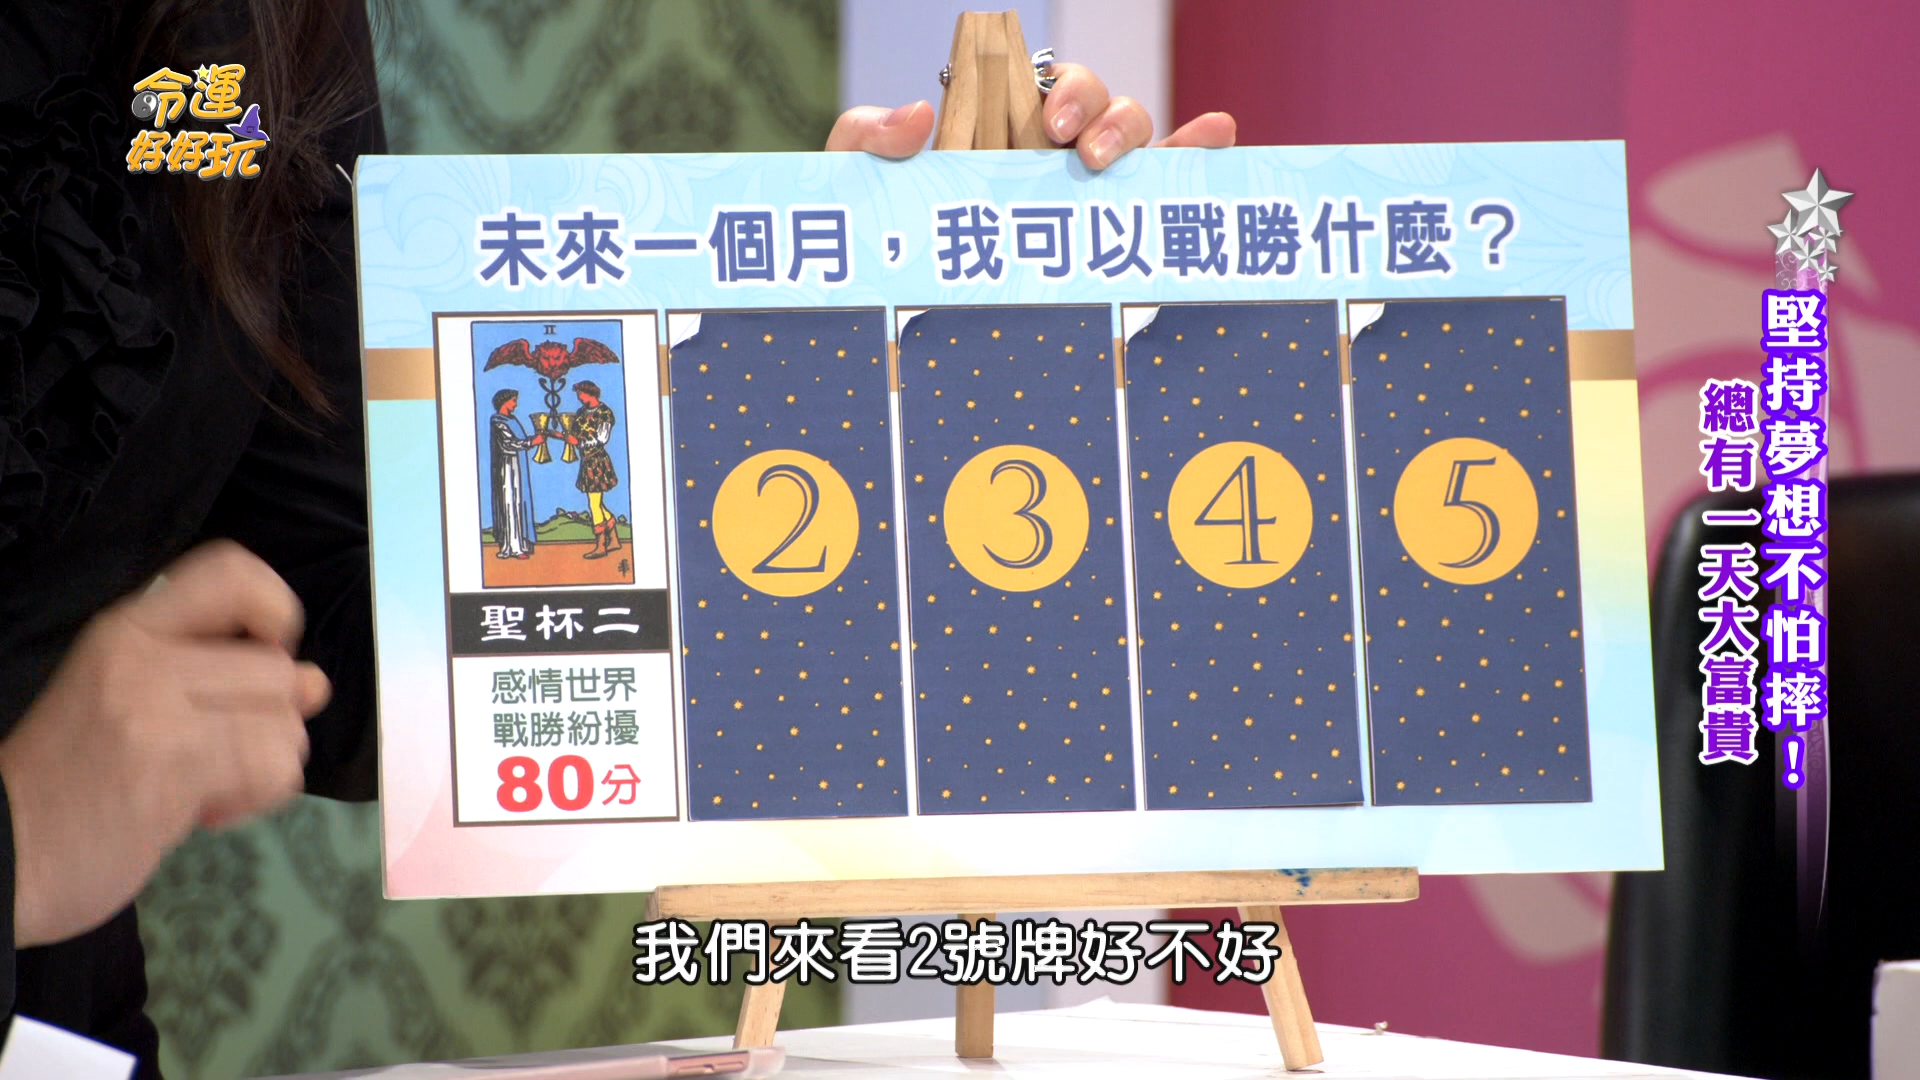 命運
好好玩
未來一個月，我可以戰勝什麼？
II
聖杯二
感情世界
戰勝紛擾
80分
2
3
4
5
堅持夢想不怕摔！
總有一天大富貴
我們來看2號牌好不好